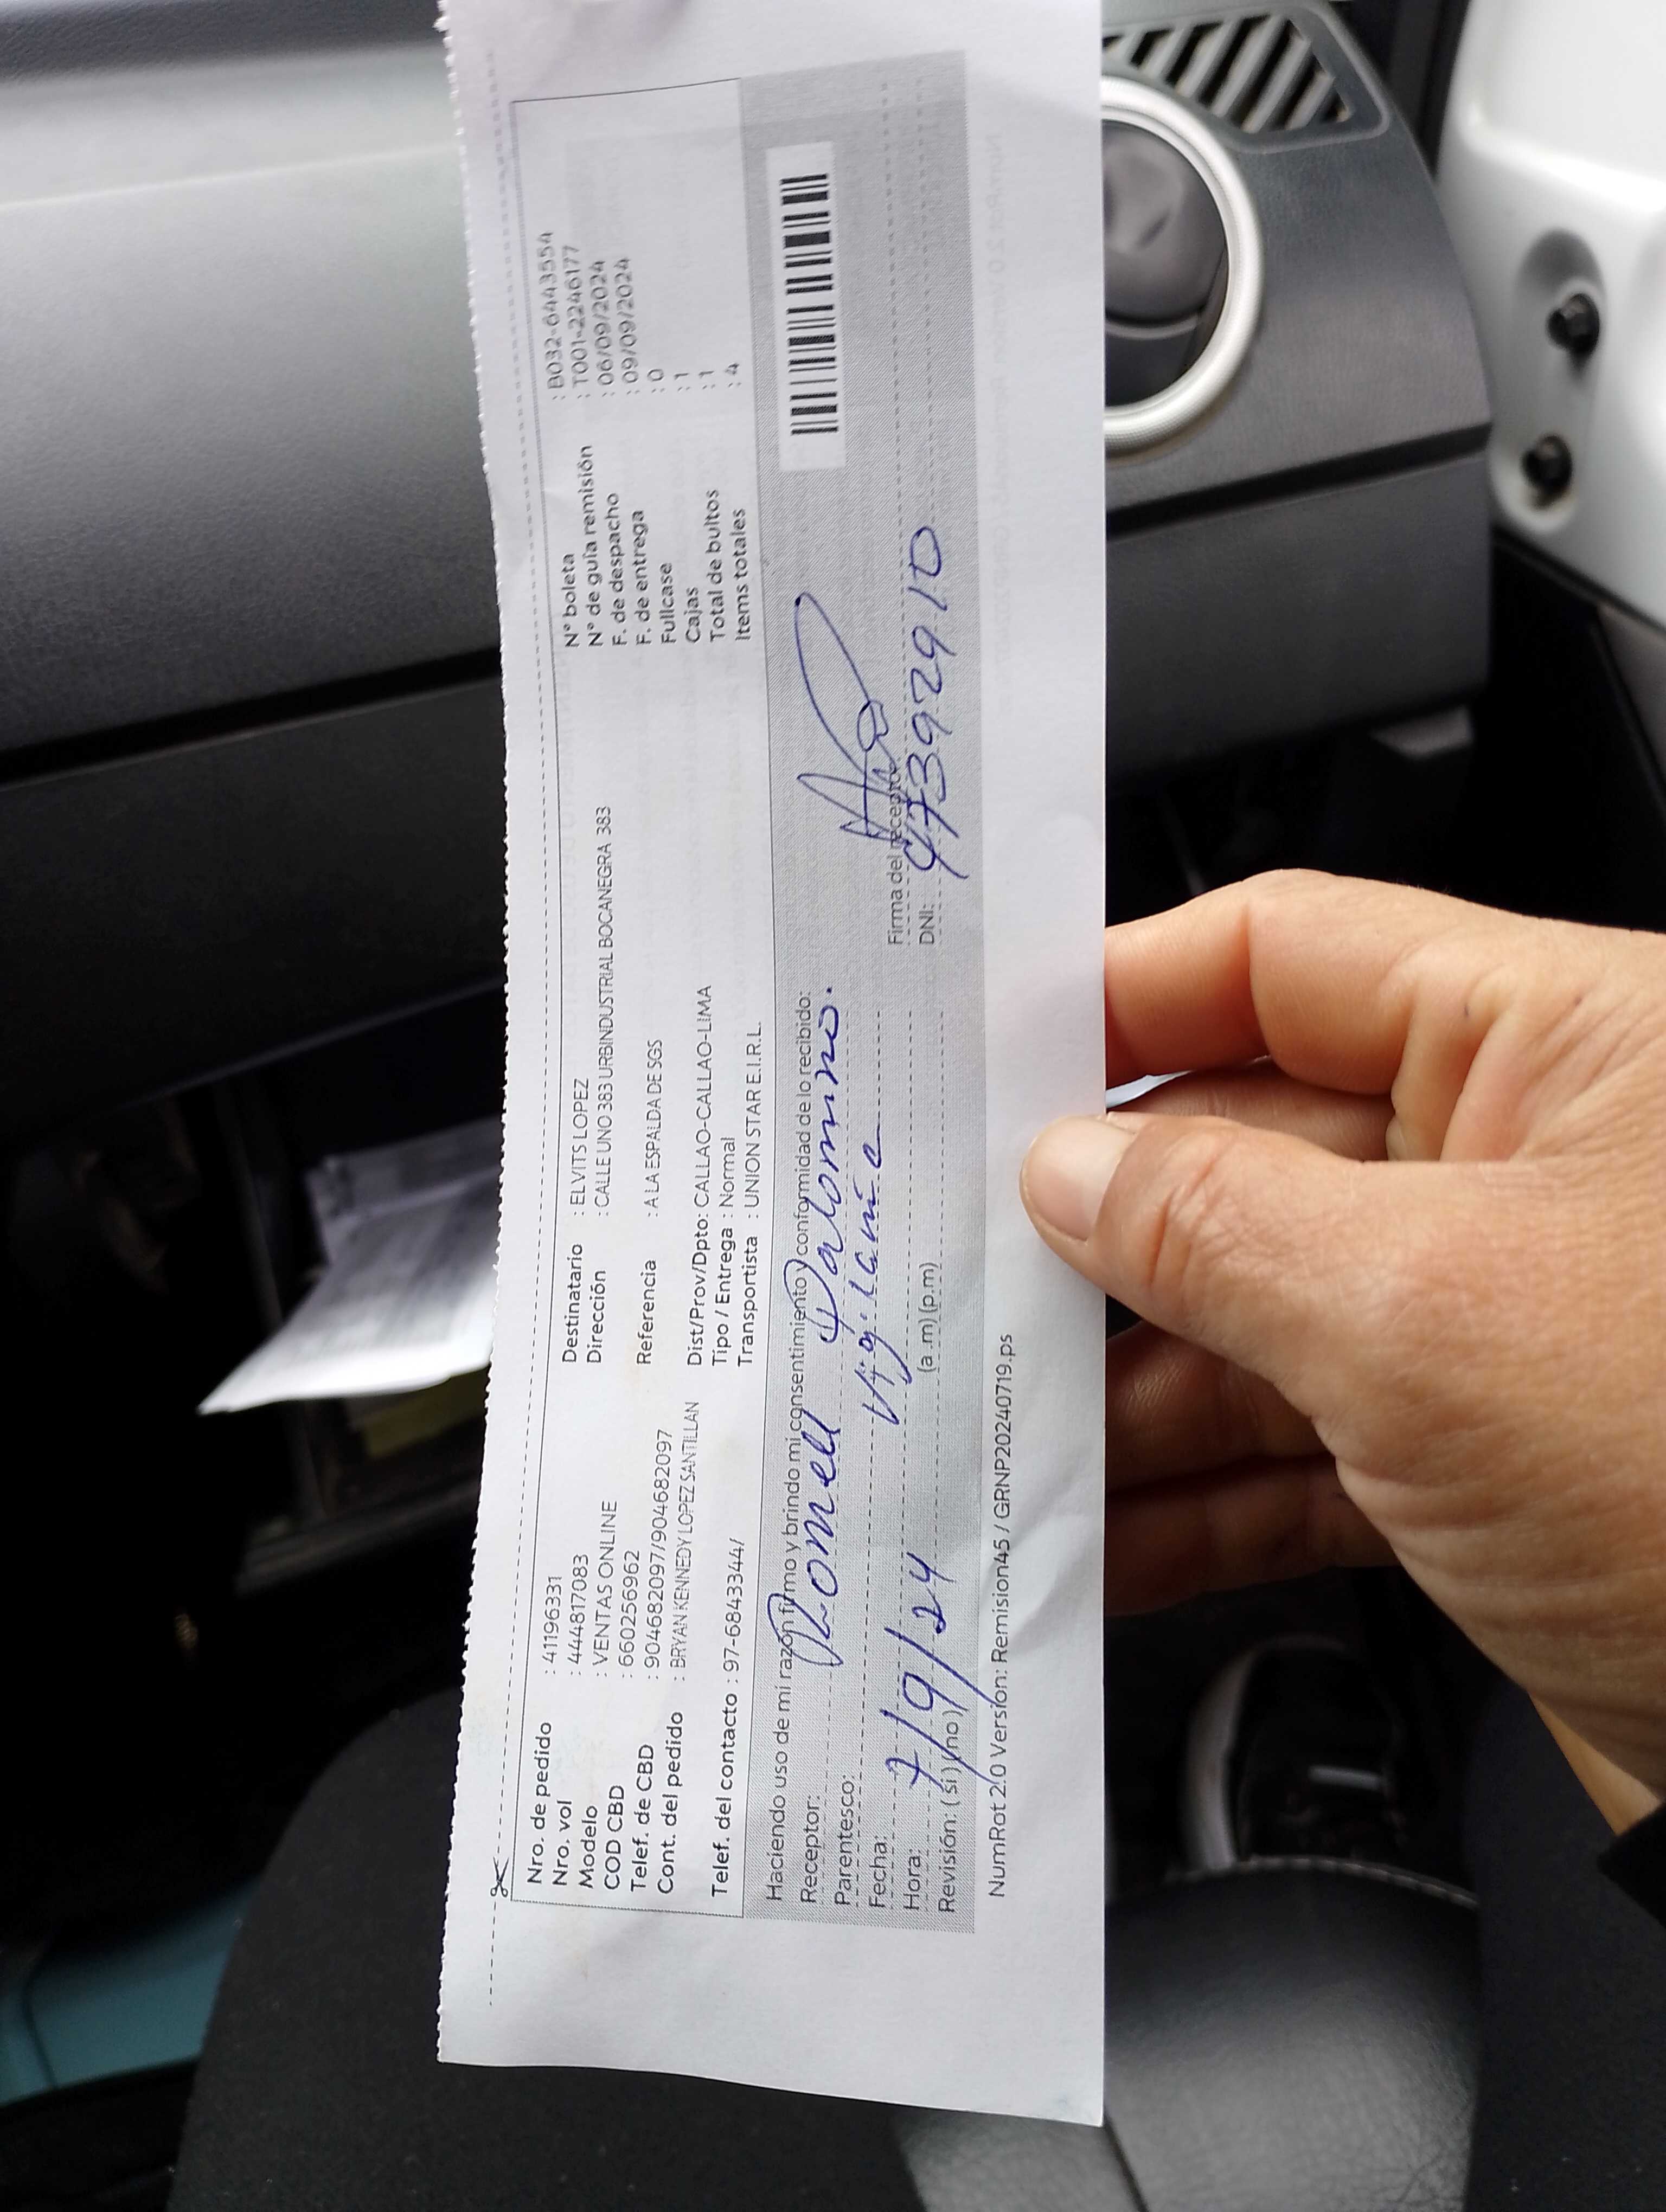 Nro. de pedido : 41196331
Nro. vol : 444817083
Modelo : VENTAS ONLINE
COD CBD : 660256962
Telef. de CBD : 904682097/904682097
Cont. del pedido : BRYAN KENNEDY LOPEZ SANTILLAN
Telef. del contacto : 97-6843344/
Destinatario : ELVITS LOPEZ
Dirección : CALLE UNO 383 URBINDUSTRIAL BOCANEGRA 383
Referencia : A LA ESPALDA DE SGS
Dist/Prov/Dpto: CALLAO-CALLAO-LIMA
Tipo / Entrega : Normal
Transportista : UNION STAR E.I.R.L.
N° boleta : B032-6443554
N° de guía remisión : T001-2246177
F. de despacho : 06/09/2024
F. de entrega : 09/09/2024
Fullcase : 0
Cajas : 1
Total de bultos : 1
Items totales : 4
Haciendo uso de mi razón firmo y brindo mi consentimiento y conformidad de lo recibido:
Receptor: Romell Palomino.
Parentesco:
Fecha: 7/9/24
Hora: (a.m) (p.m)
Revisión: (si) (no)
Firma del receptor
DNI: 47392910
NumRot 2.0 Version: Remision45 / GRNP20240719.ps